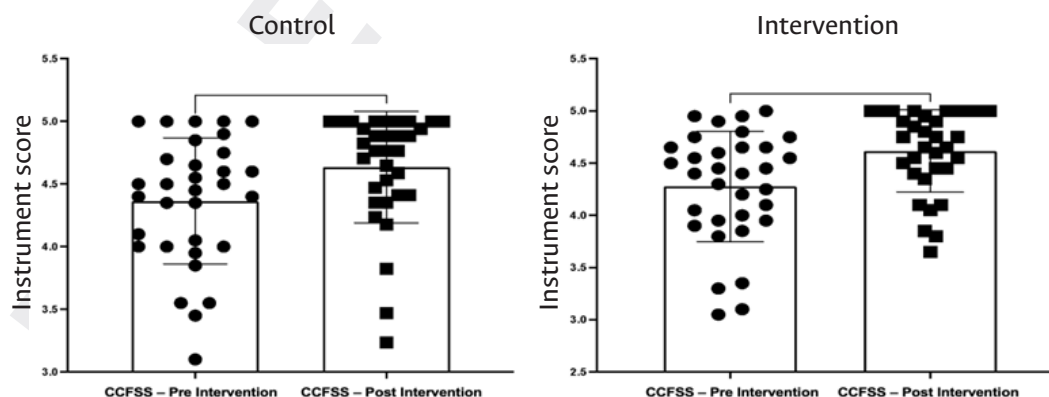 Control
Instrument score
5.5
5.0
4.5
4.0
3.5
3.0
CCFSS – Pre Intervention
CCFSS – Post Intervention
Intervention
Instrument score
5.5
5.0
4.5
4.0
3.5
3.0
2.5
CCFSS – Pre Intervention
CCFSS – Post Intervention